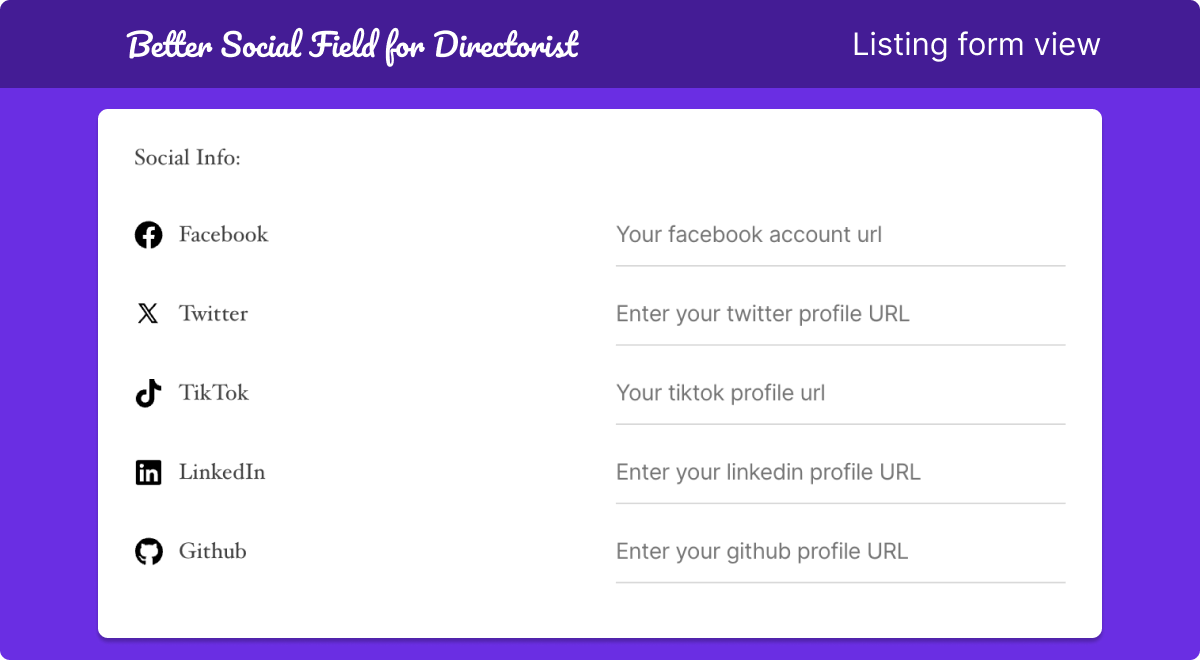 Better Social Field for Directorist
Listing form view
Social Info:
Facebook
Your facebook account url
Twitter
Enter your twitter profile URL
TikTok
Your tiktok profile url
LinkedIn
Enter your linkedin profile URL
Github
Enter your github profile URL